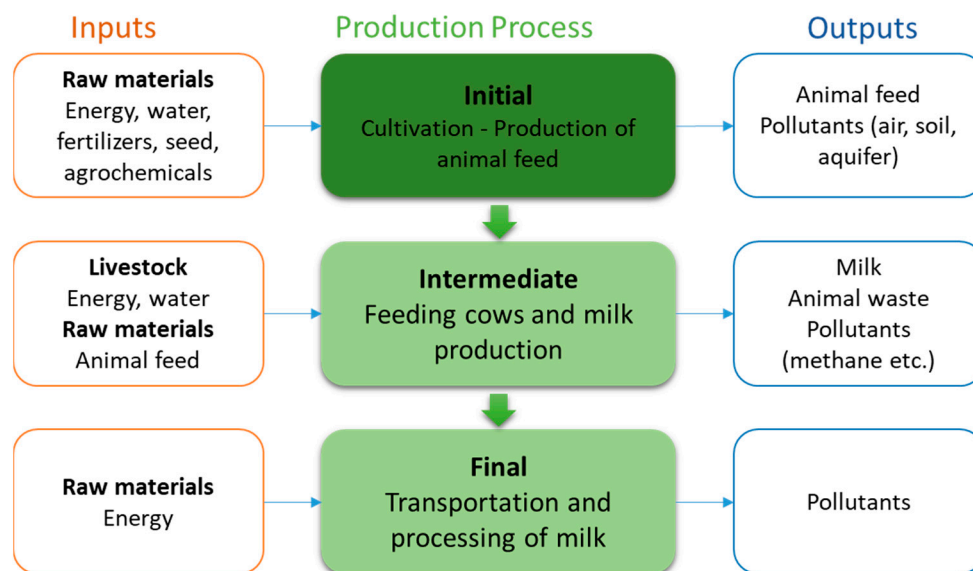 Inputs
Production Process
Outputs
Raw materials
Energy, water,
fertilizers, seed,
agrochemicals
Initial
Cultivation - Production of
animal feed
Animal feed
Pollutants (air, soil,
aquifer)
Livestock
Energy, water
Raw materials
Animal feed
Intermediate
Feeding cows and milk
production
Milk
Animal waste
Pollutants
(methane etc.)
Raw materials
Energy
Final
Transportation and
processing of milk
Pollutants